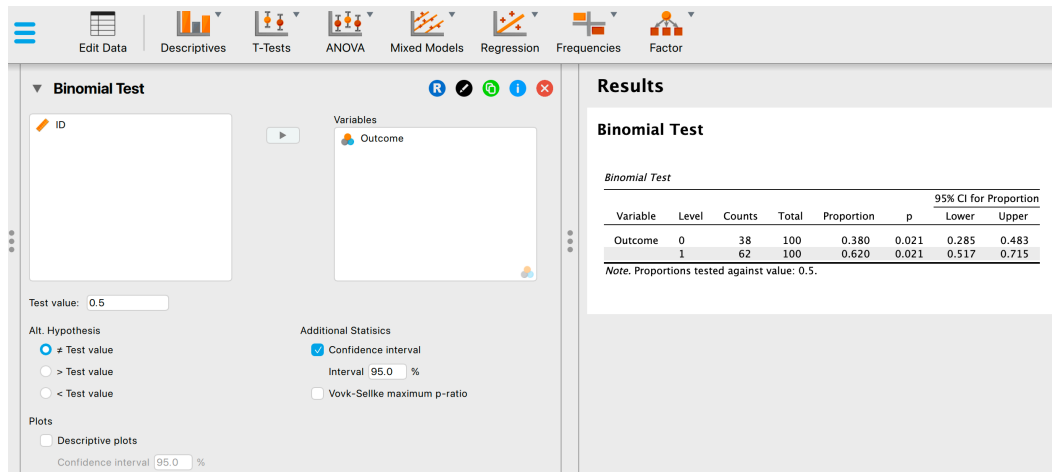 Edit Data Descriptives T-Tests ANOVA Mixed Models Regression Frequencies Factor
Binomial Test
R
i
ID
Variables
Outcome
Test value: 0.5
Alt. Hypothesis
≠ Test value
> Test value
< Test value
Additional Statisics
Confidence interval
Interval 95.0 %
Vovk-Sellke maximum p-ratio
Plots
Descriptive plots
Confidence interval 95.0 %
Results
Binomial Test
Binomial Test
95% CI for Proportion
Variable Level Counts Total Proportion p Lower Upper
Outcome 0 38 100 0.380 0.021 0.285 0.483
1 62 100 0.620 0.021 0.517 0.715
Note. Proportions tested against value: 0.5.